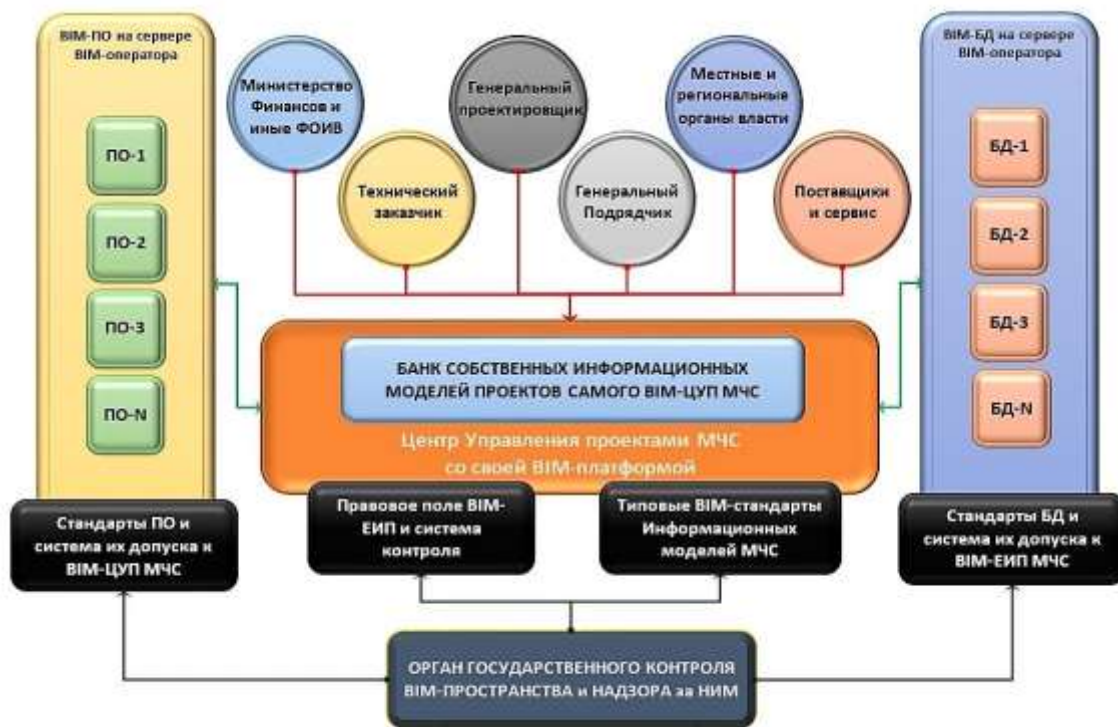 BIM-ПО на сервере
BIM-оператора
ПО-1
ПО-2
ПО-3
ПО-N
Министерство
Финансов и
иные ФОИВ
Технический
заказчик
Генеральный
проектировщик
Генеральный
Подрядчик
Местные и
региональные
органы власти
Поставщики
и сервис
BIM-БД на сервере
BIM-оператора
БД-1
БД-2
БД-3
БД-N
БАНК СОБСТВЕННЫХ ИНФОРМАЦИОННЫХ
МОДЕЛЕЙ ПРОЕКТОВ САМОГО BIM-ЦУП МЧС
Центр Управления проектами МЧС
со своей BIM-платформой
Стандарты ПО и
система их допуска к
BIM-ЦУП МЧС
Правовое поле BIM-
ЕИП и система
контроля
Типовые BIM-стандарты
Информационных
моделей МЧС
Стандарты БД и
система их допуска к
BIM-ЕИП МЧС
ОРГАН ГОСУДАРСТВЕННОГО КОНТРОЛЯ
BIM-ПРОСТРАНСТВА и НАДЗОРА за НИМ